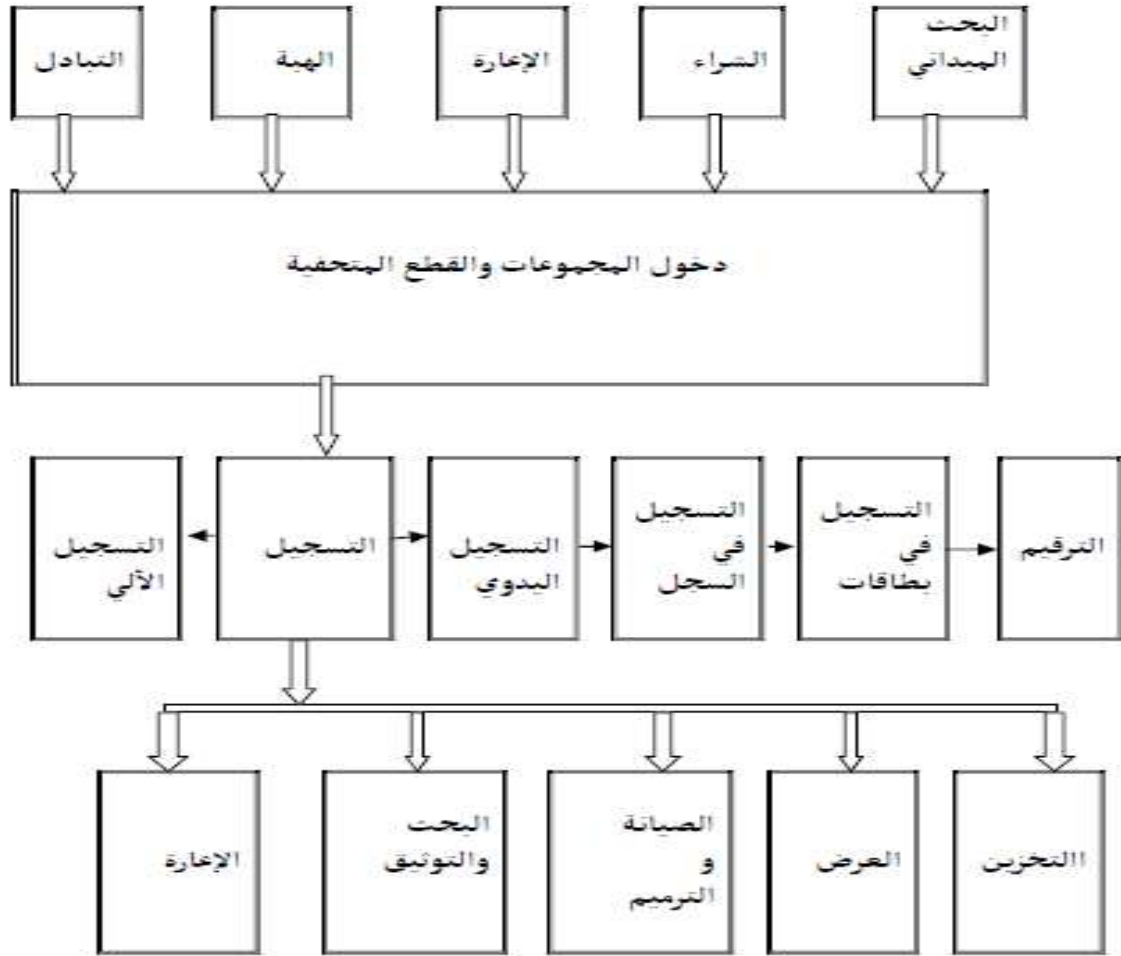 البحث
الميداني
الشراء
الإعارة
الهبة
التبادل
دخول المجموعات والقطع المتحفية
الترقيم
التسجيل
في
بطاقات
التسجيل
في
السجل
التسجيل
اليدوي
التسجيل
التسجيل
الآلي
االتخزين
العرض
الصيانة
و
الترميم
البحث
والتوثيق
الإعارة